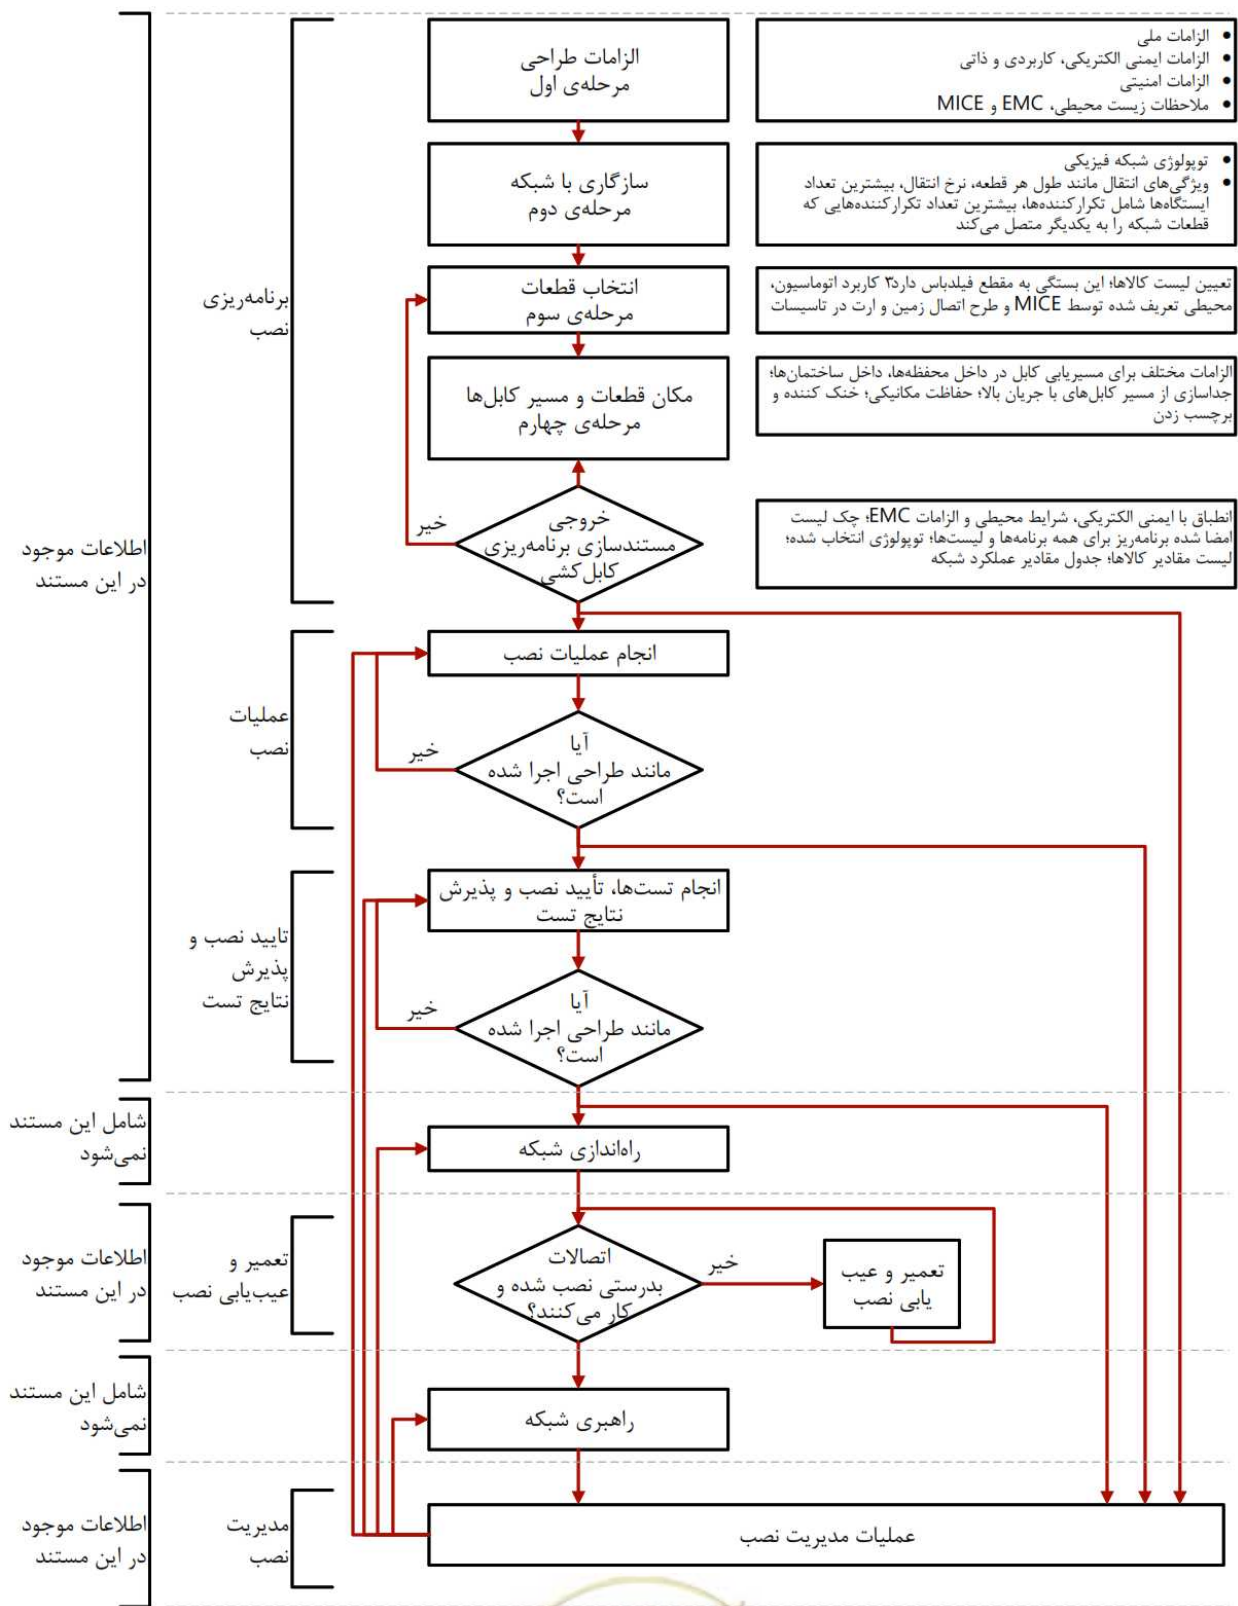 الزامات طراحی
مرحله‌ی اول
• الزامات ملی
• الزامات ایمنی الکتریکی، کاربردی و ذاتی
• الزامات امنیتی
• ملاحظات زیست محیطی، EMC و MICE
سازگاری با شبکه
مرحله‌ی دوم
• توپولوژی شبکه فیزیکی
• ویژگی‌های انتقال مانند طول هر قطعه، نرخ انتقال، بیشترین تعداد
ایستگاه‌ها شامل تکرارکننده‌ها، بیشترین تعداد تکرارکننده‌هایی که
قطعات شبکه را به یکدیگر متصل می‌کند
برنامه‌ریزی
نصب
انتخاب قطعات
مرحله‌ی سوم
تعیین لیست کالاها؛ این بستگی به مقطع فیلدباس دارد۳ کاربرد اتوماسیون،
محیطی تعریف شده توسط MICE و طرح اتصال زمین و ارت در تاسیسات
مکان قطعات و مسیر کابل‌ها
مرحله‌ی چهارم
الزامات مختلف برای مسیریابی کابل در داخل محفظه‌ها، داخل ساختمان‌ها؛
جداسازی از مسیر کابل‌های با جریان بالا؛ حفاظت مکانیکی؛ خنک کننده و
برچسب زدن
خروجی
مستندسازی برنامه‌ریزی
کابل‌کشی
خیر
انطباق با ایمنی الکتریکی، شرایط محیطی و الزامات EMC؛ چک لیست
امضا شده برنامه‌ریز برای همه برنامه‌ها و لیست‌ها؛ توپولوژی انتخاب شده؛
لیست مقادیر کالاها؛ جدول مقادیر عملکرد شبکه
اطلاعات موجود
در این مستند
انجام عملیات نصب
عملیات
نصب
آیا
مانند طراحی اجرا شده
است؟
خیر
انجام تست‌ها، تأیید نصب و پذیرش
نتایج تست
تایید نصب و
پذیرش
نتایج تست
آیا
مانند طراحی اجرا شده
است؟
خیر
شامل این مستند
نمی‌شود
راه‌اندازی شبکه
اطلاعات موجود
در این مستند
تعمیر و
عیب‌یابی نصب
اتصالات
بدرستی نصب شده و
کار می‌کنند؟
خیر
تعمیر و عیب
یابی نصب
شامل این مستند
نمی‌شود
راهبری شبکه
اطلاعات موجود
در این مستند
مدیریت
نصب
عملیات مدیریت نصب